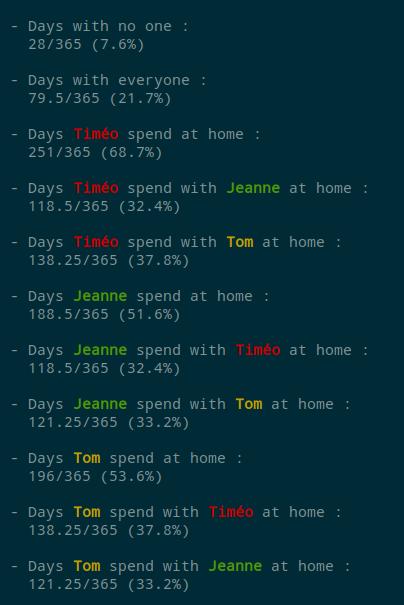 - Days with no one :
28/365 (7.6%)
- Days with everyone :
79.5/365 (21.7%)
- Days Timéo spend at home :
251/365 (68.7%)
- Days Timéo spend with Jeanne at home :
118.5/365 (32.4%)
- Days Timéo spend with Tom at home :
138.25/365 (37.8%)
- Days Jeanne spend at home :
188.5/365 (51.6%)
- Days Jeanne spend with Timéo at home :
118.5/365 (32.4%)
- Days Jeanne spend with Tom at home :
121.25/365 (33.2%)
- Days Tom spend at home :
196/365 (53.6%)
- Days Tom spend with Timéo at home :
138.25/365 (37.8%)
- Days Tom spend with Jeanne at home :
121.25/365 (33.2%)